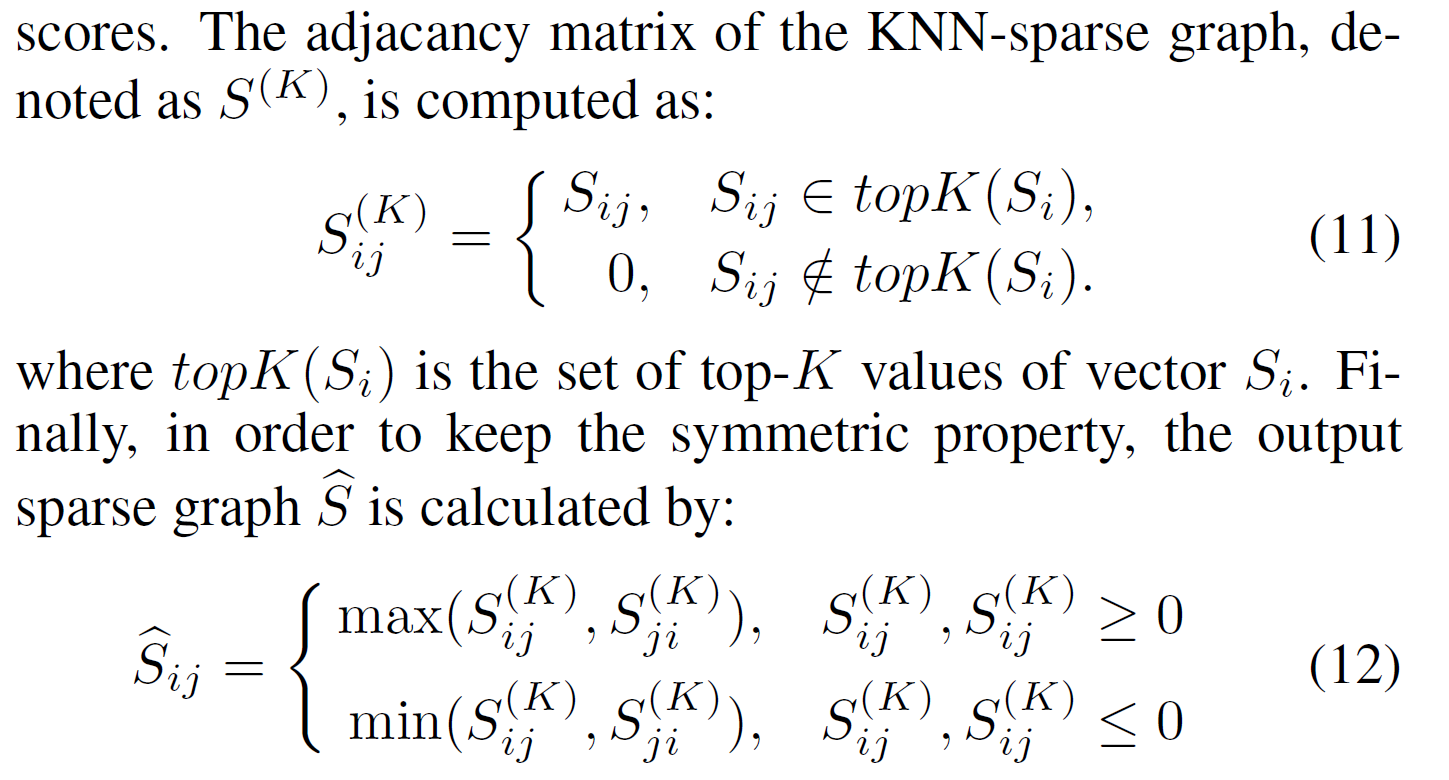 scores. The adjacancy matrix of the KNN-sparse graph, de-
noted as $S^{(K)}$, is computed as:
$S_{ij}^{(K)} = \begin{cases} S_{ij}, & S_{ij} \in topK(S_i), \\ 0, & S_{ij} \notin topK(S_i). \end{cases}$ (11)
where $topK(S_i)$ is the set of top-$K$ values of vector $S_i$. Fi-
nally, in order to keep the symmetric property, the output
sparse graph $\widehat{S}$ is calculated by:
$\widehat{S}_{ij} = \begin{cases} \max(S_{ij}^{(K)}, S_{ji}^{(K)}), & S_{ij}^{(K)}, S_{ij}^{(K)} \geq 0 \\ \min(S_{ij}^{(K)}, S_{ji}^{(K)}), & S_{ij}^{(K)}, S_{ij}^{(K)} \leq 0 \end{cases}$ (12)